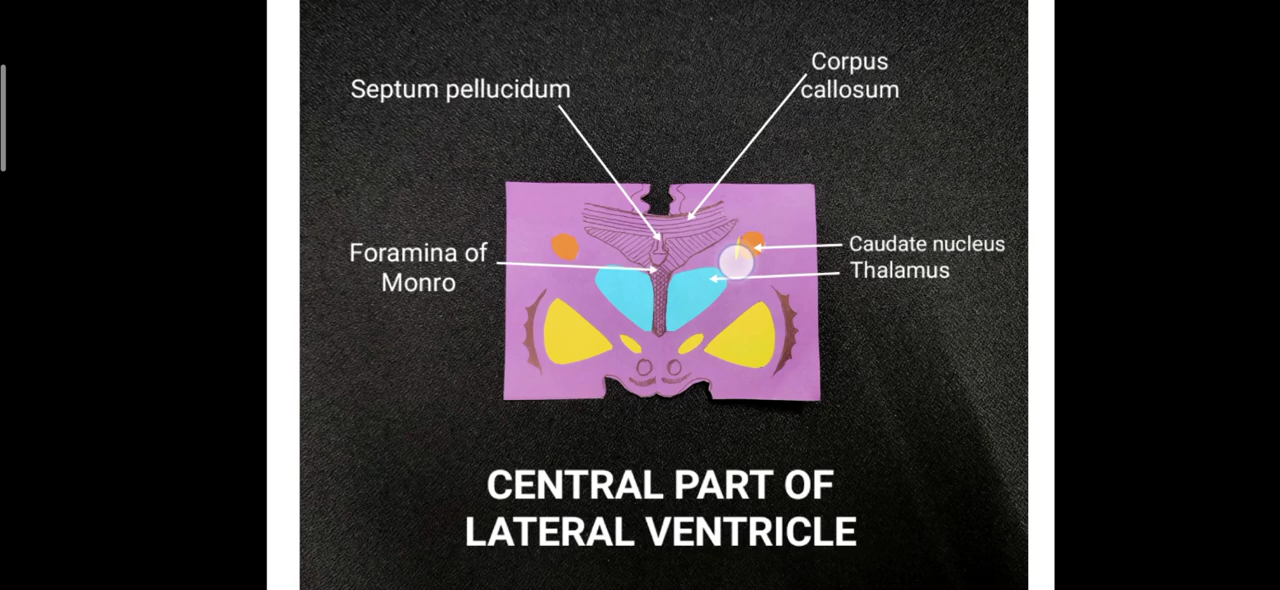 Septum pellucidum
Corpus
callosum
Foramina of
Monro
Caudate nucleus
Thalamus
CENTRAL PART OF
LATERAL VENTRICLE